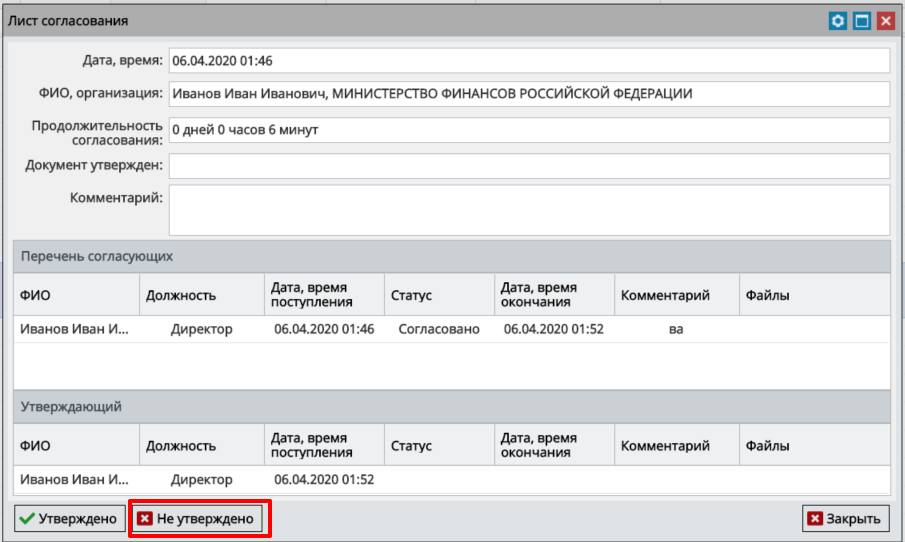 Лист согласования
Дата, время: 06.04.2020 01:46
ФИО, организация: Иванов Иван Иванович, МИНИСТЕРСТВО ФИНАНСОВ РОССИЙСКОЙ ФЕДЕРАЦИИ
Продолжительность
согласования: 0 дней 0 часов 6 минут
Документ утвержден:
Комментарий:
Перечень согласующих
ФИО Должность Дата, время поступления Статус Дата, время окончания Комментарий Файлы
Иванов Иван И... Директор 06.04.2020 01:46 Согласовано 06.04.2020 01:52 ва
Утверждающий
ФИО Должность Дата, время поступления Статус Дата, время окончания Комментарий Файлы
Иванов Иван И... Директор 06.04.2020 01:52
Утверждено Не утверждено Закрыть